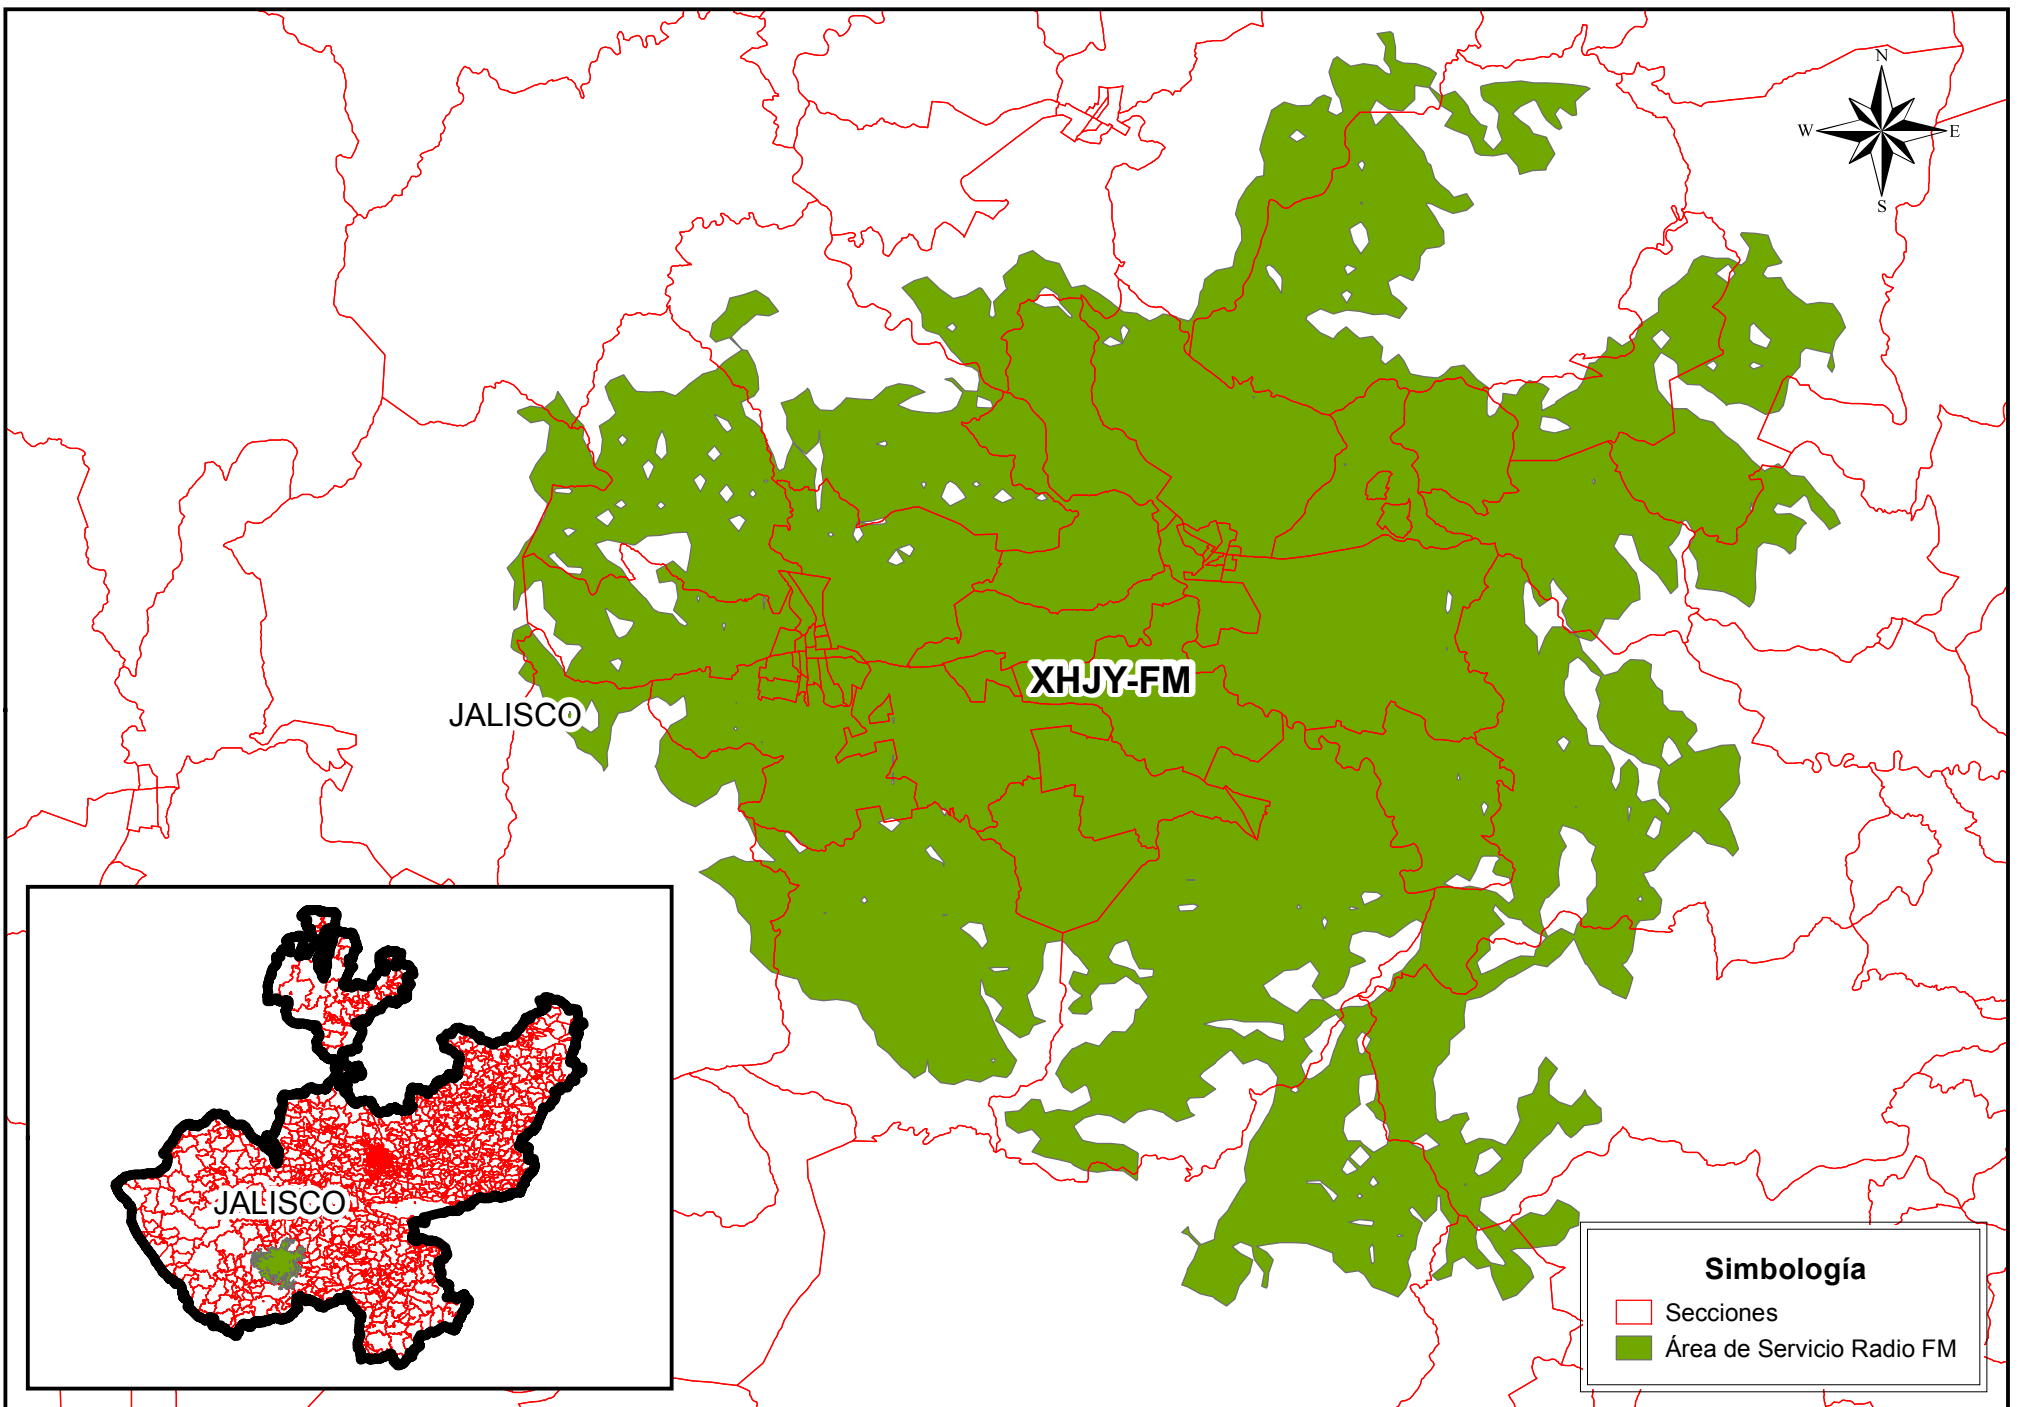 N
W E
S
XHJY-FM
JALISCO
JALISCO
Simbología
Secciones
Área de Servicio Radio FM